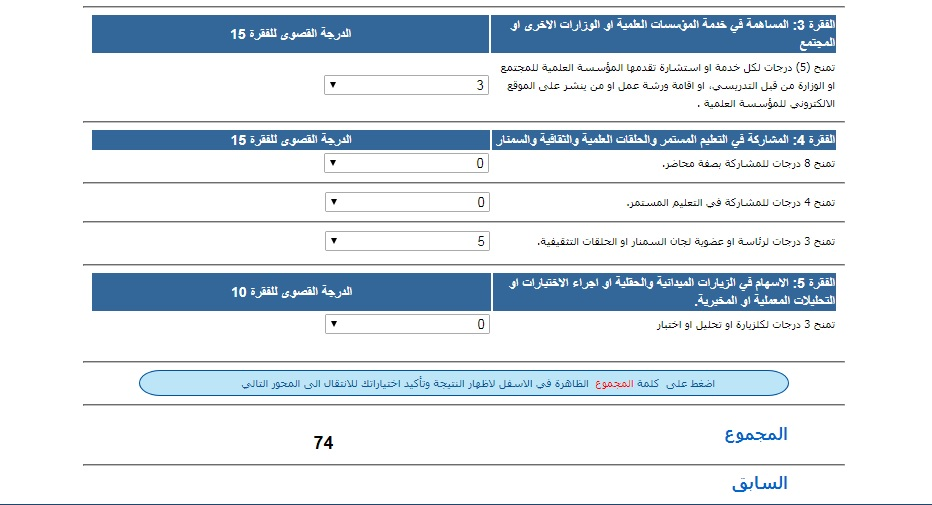 الفقرة 3: المساهمة في خدمة المؤسسات العلمية او الوزارات الاخرى او
المجتمع
الدرجة القصوى للفقرة 15
تمنح (5) درجات لكل خدمة او استشارة تقدمها المؤسسة العلمية للمجتمع
او الوزارة من قبل التدريسي، او اقامة ورشة عمل او من ينشر على الموقع
الالكتروني للمؤسسة العلمية .
3
الفقرة 4: المشاركة في التعليم المستمر والحلقات العلمية والثقافية والسمنار
الدرجة القصوى للفقرة 15
تمنح 8 درجات للمشاركة بصفة محاضر.
0
تمنح 4 درجات للمشاركة في التعليم المستمر.
0
تمنح 3 درجات لرئاسة او عضوية لجان السمنار او الحلقات التثقيفية.
5
الفقرة 5: الاسهام في الزيارات الميدانية والحقلية او اجراء الاختبارات او
التحليلات المعملية او المخبرية.
الدرجة القصوى للفقرة 10
تمنح 3 درجات لكلزيارة او تحليل او اختبار
0
اضغط على كلمة المجموع الظاهرة في الاسفل لاظهار النتيجة وتأكيد اختياراتك للانتقال الى المحور التالي
المجموع
74
السابق